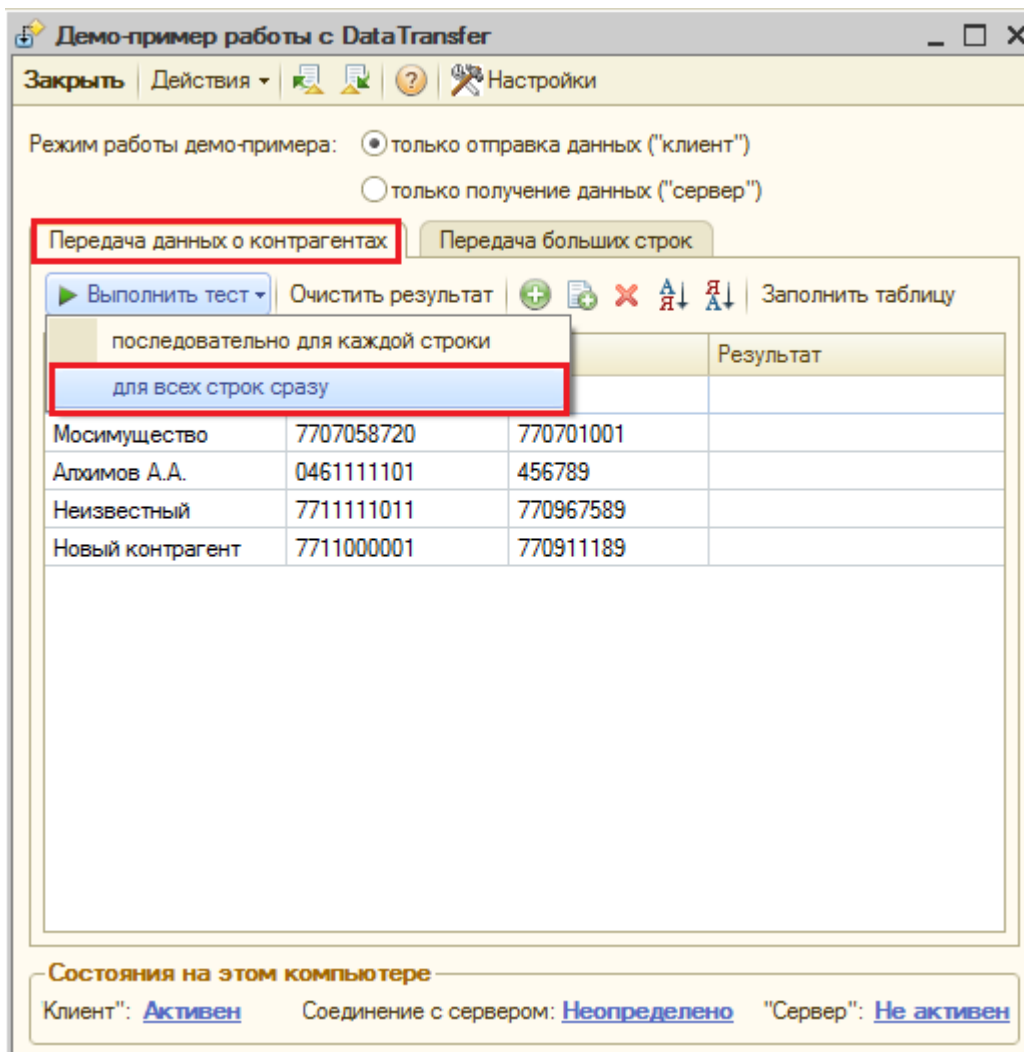 Демо-пример работы с DataTransfer
Закрыть Действия Настройки
Режим работы демо-примера: только отправка данных ("клиент")
только получение данных ("сервер")
Передача данных о контрагентах Передача больших строк
Выполнить тест Очистить результат Заполнить таблицу
последовательно для каждой строки
Результат
для всех строк сразу
Мосимущество 7707058720 770701001
Алхимов А.А. 0461111101 456789
Неизвестный 7711111011 770967589
Новый контрагент 7711000001 770911189
Состояния на этом компьютере
Клиент": Активен Соединение с сервером: Неопределено "Сервер": Не активен